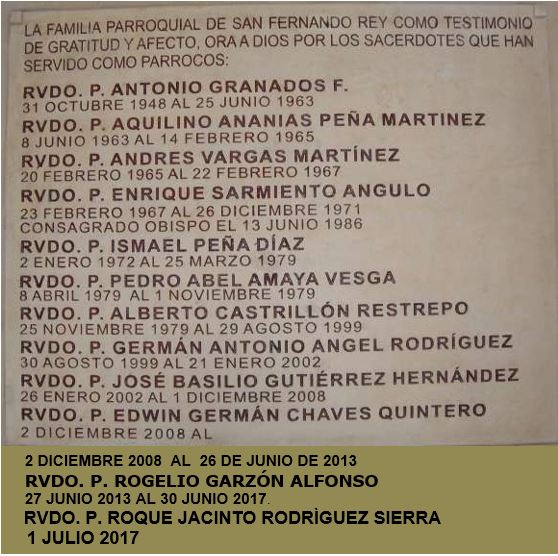 LA FAMILIA PARROQUIAL DE SAN FERNANDO REY COMO TESTIMONIO
DE GRATITUD Y AFECTO, ORA A DIOS POR LOS SACERDOTES QUE HAN
SERVIDO COMO PARROCOS:
RVDO. P. ANTONIO GRANADOS F.
31 OCTUBRE 1948 AL 25 JUNIO 1963
RVDO. P. AQUILINO ANANIAS PEÑA MARTINEZ
8 JUNIO 1963 AL 14 FEBRERO 1965
RVDO. P. ANDRES VARGAS MARTÍNEZ
20 FEBRERO 1965 AL 22 FEBRERO 1967
RVDO. P. ENRIQUE SARMIENTO ANGULO
23 FEBRERO 1967 AL 26 DICIEMBRE 1971
CONSAGRADO OBISPO EL 13 JUNIO 1986
RVDO. P. ISMAEL PEÑA DÍAZ
2 ENERO 1972 AL 25 MARZO 1979
RVDO. P. PEDRO ABEL AMAYA VESGA
8 ABRIL 1979 AL 1 NOVIEMBRE 1979
RVDO. P. ALBERTO CASTRILLÓN RESTREPO
25 NOVIEMBRE 1979 AL 29 AGOSTO 1999
RVDO. P. GERMÁN ANTONIO ANGEL RODRÍGUEZ
30 AGOSTO 1999 AL 21 ENERO 2002
RVDO. P. JOSÉ BASILIO GUTIÉRREZ HERNÁNDEZ
26 ENERO 2002 AL 1 DICIEMBRE 2008
RVDO. P. EDWIN GERMÁN CHAVES QUINTERO
2 DICIEMBRE 2008 AL
2 DICIEMBRE 2008 AL 26 DE JUNIO DE 2013
RVDO. P. ROGELIO GARZÓN ALFONSO
27 JUNIO 2013 AL 30 JUNIO 2017.
RVDO. P. ROQUE JACINTO RODRÌGUEZ SIERRA
1 JULIO 2017